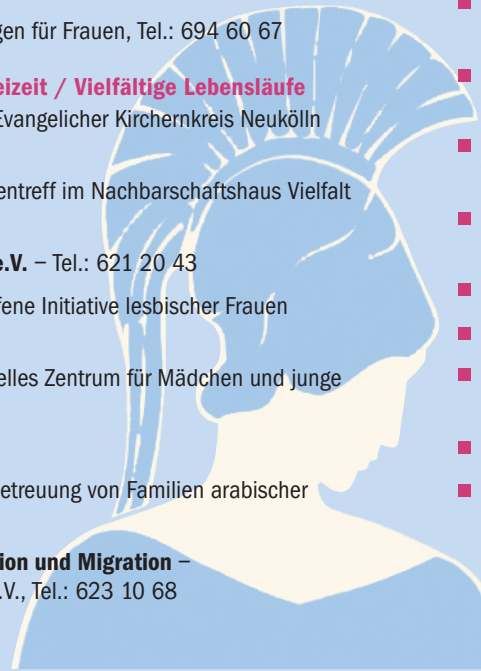 gen für Frauen, Tel.: 694 60 67
eizeit / Vielfältige Lebensläufe
Evangelicher Kirchernkreis Neukölln
entreff im Nachbarschaftshaus Vielfalt
e.V. – Tel.: 621 20 43
fene Initiative lesbischer Frauen
elles Zentrum für Mädchen und junge
etreuung von Familien arabischer
ion und Migration –
.V., Tel.: 623 10 68